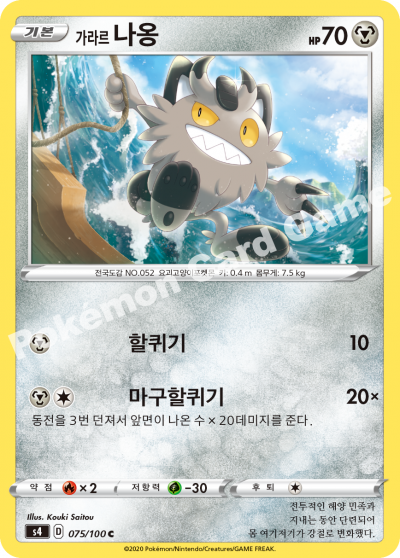 기본 가라르 나옹 HP 70
전국도감 NO.052 요괴고양이포켓몬 키: 0.4 m 몸무게: 7.5 kg
할퀴기 10
마구할퀴기 20×
동전을 3번 던져서 앞면이 나온 수 × 20데미지를 준다.
약점 ×2 저항력 -30 후퇴
Illus. Kouki Saitou
s4 D 075/100 C
전투적인 해양 민족과
지내는 동안 단련되어
몸 여기저기가 강철로 변화했다.
©2020 Pokémon/Nintendo/Creatures/GAME FREAK.
Pokémon Card Game